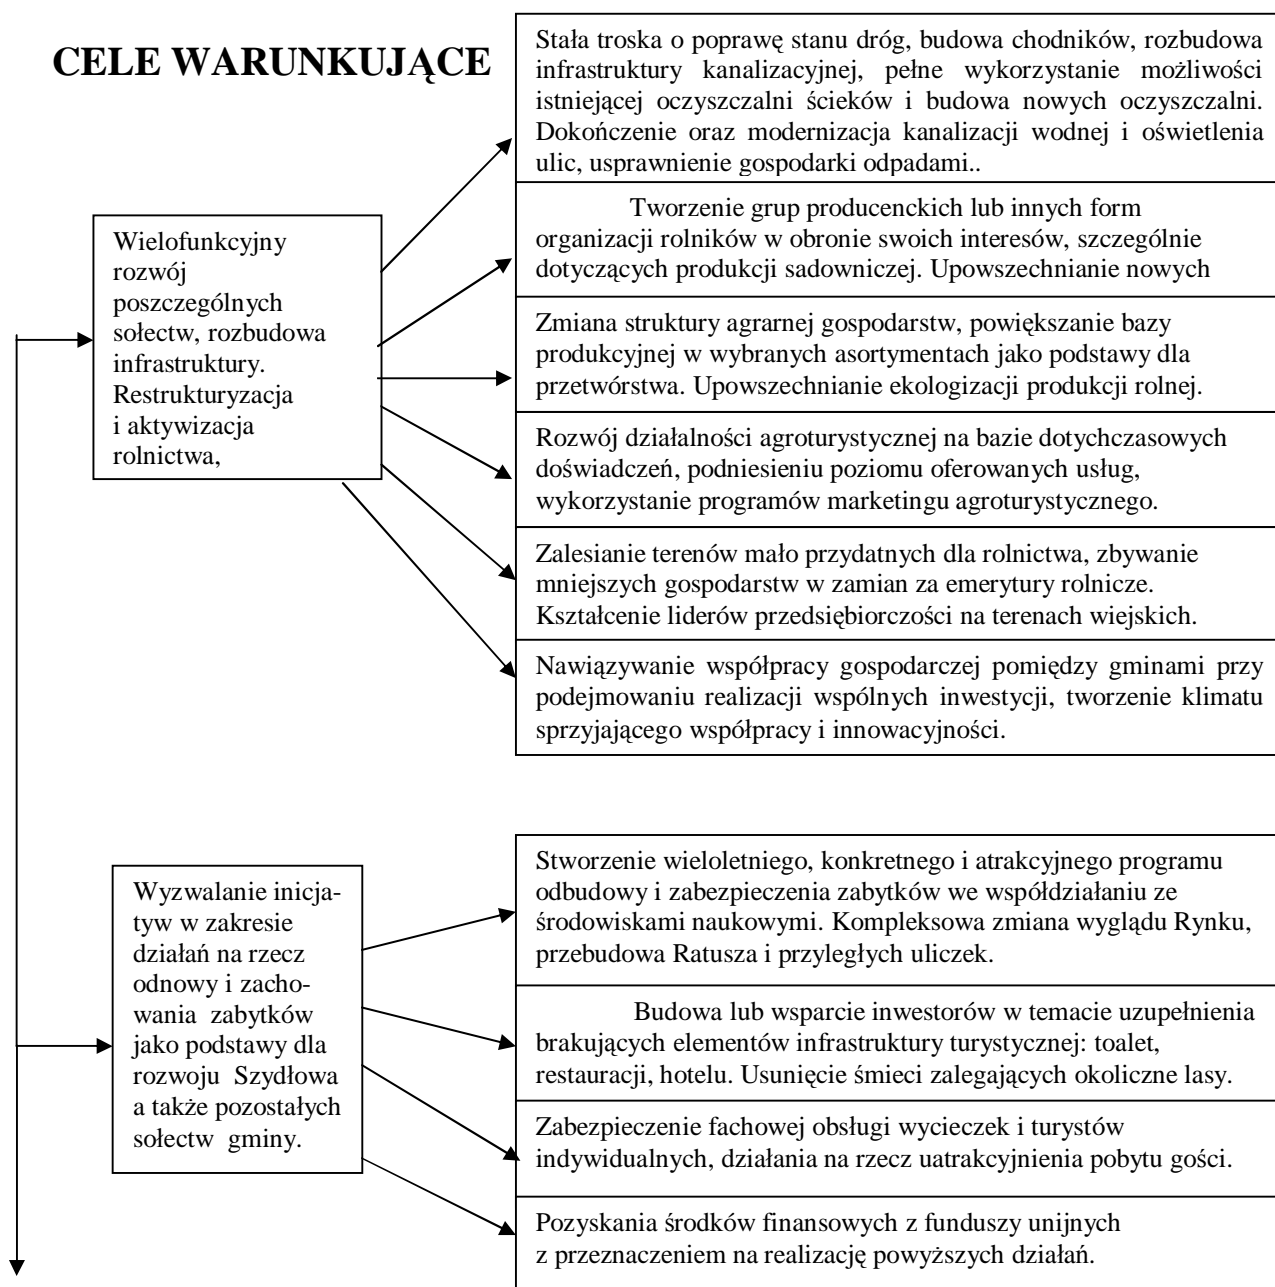 CELE WARUNKUJĄCE
Stała troska o poprawę stanu dróg, budowa chodników, rozbudowa
infrastruktury kanalizacyjnej, pełne wykorzystanie możliwości
istniejącej oczyszczalni ścieków i budowa nowych oczyszczalni.
Dokończenie oraz modernizacja kanalizacji wodnej i oświetlenia
ulic, usprawnienie gospodarki odpadami..
Wielofunkcyjny
rozwój
poszczególnych
sołectw, rozbudowa
infrastruktury.
Restrukturyzacja
i aktywizacja
rolnictwa,
Tworzenie grup producenckich lub innych form
organizacji rolników w obronie swoich interesów, szczególnie
dotyczących produkcji sadowniczej. Upowszechnianie nowych
Zmiana struktury agrarnej gospodarstw, powiększanie bazy
produkcyjnej w wybranych asortymentach jako podstawy dla
przetwórstwa. Upowszechnianie ekologizacji produkcji rolnej.
Rozwój działalności agroturystycznej na bazie dotychczasowych
doświadczeń, podniesieniu poziomu oferowanych usług,
wykorzystanie programów marketingu agroturystycznego.
Zalesianie terenów mało przydatnych dla rolnictwa, zbywanie
mniejszych gospodarstw w zamian za emerytury rolnicze.
Kształcenie liderów przedsiębiorczości na terenach wiejskich.
Nawiązywanie współpracy gospodarczej pomiędzy gminami przy
podejmowaniu realizacji wspólnych inwestycji, tworzenie klimatu
sprzyjającego współpracy i innowacyjności.
Wyzwalanie inicja-
tyw w zakresie
działań na rzecz
odnowy i zacho-
wania zabytków
jako podstawy dla
rozwoju Szydłowa
a także pozostałych
sołectw gminy.
Stworzenie wieloletniego, konkretnego i atrakcyjnego programu
odbudowy i zabezpieczenia zabytków we współdziałaniu ze
środowiskami naukowymi. Kompleksowa zmiana wyglądu Rynku,
przebudowa Ratusza i przyległych uliczek.
Budowa lub wsparcie inwestorów w temacie uzupełnienia
brakujących elementów infrastruktury turystycznej: toalet,
restauracji, hotelu. Usunięcie śmieci zalegających okoliczne lasy.
Zabezpieczenie fachowej obsługi wycieczek i turystów
indywidualnych, działania na rzecz uatrakcyjnienia pobytu gości.
Pozyskania środków finansowych z funduszy unijnych
z przeznaczeniem na realizację powyższych działań.